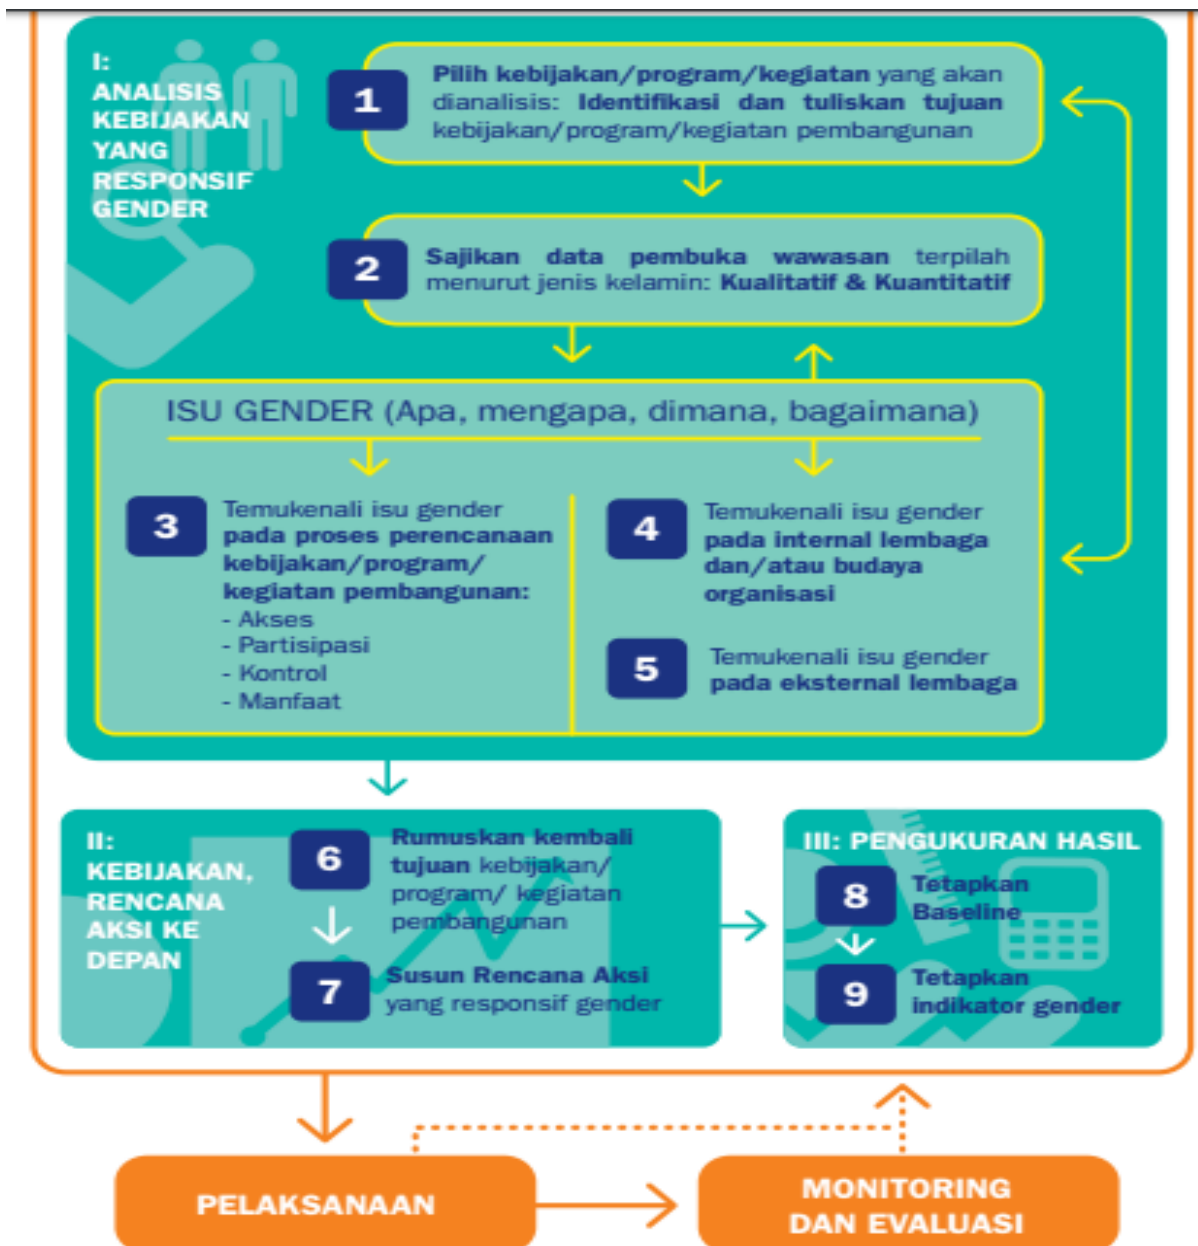 I:
ANALISIS
KEBIJAKAN
YANG
RESPONSIF
GENDER
1
Pilih kebijakan/program/kegiatan yang akan
dianalisis: Identifikasi dan tuliskan tujuan
kebijakan/program/kegiatan pembangunan
2
Sajikan data pembuka wawasan terpilah
menurut jenis kelamin: Kualitatif & Kuantitatif
ISU GENDER (Apa, mengapa, dimana, bagaimana)
3
Temukenali isu gender
pada proses perencanaan
kebijakan/program/
kegiatan pembangunan:
- Akses
- Partisipasi
- Kontrol
- Manfaat
4
Temukenali isu gender
pada internal lembaga
dan/atau budaya
organisasi
5
Temukenali isu gender
pada eksternal lembaga
II:
KEBIJAKAN,
RENCANA
AKSI KE
DEPAN
6
Rumuskan kembali
tujuan kebijakan/
program/ kegiatan
pembangunan
7
Susun Rencana Aksi
yang responsif gender
III: PENGUKURAN HASIL
8
Tetapkan
Baseline
9
Tetapkan
indikator gender
PELAKSANAAN
MONITORING
DAN EVALUASI